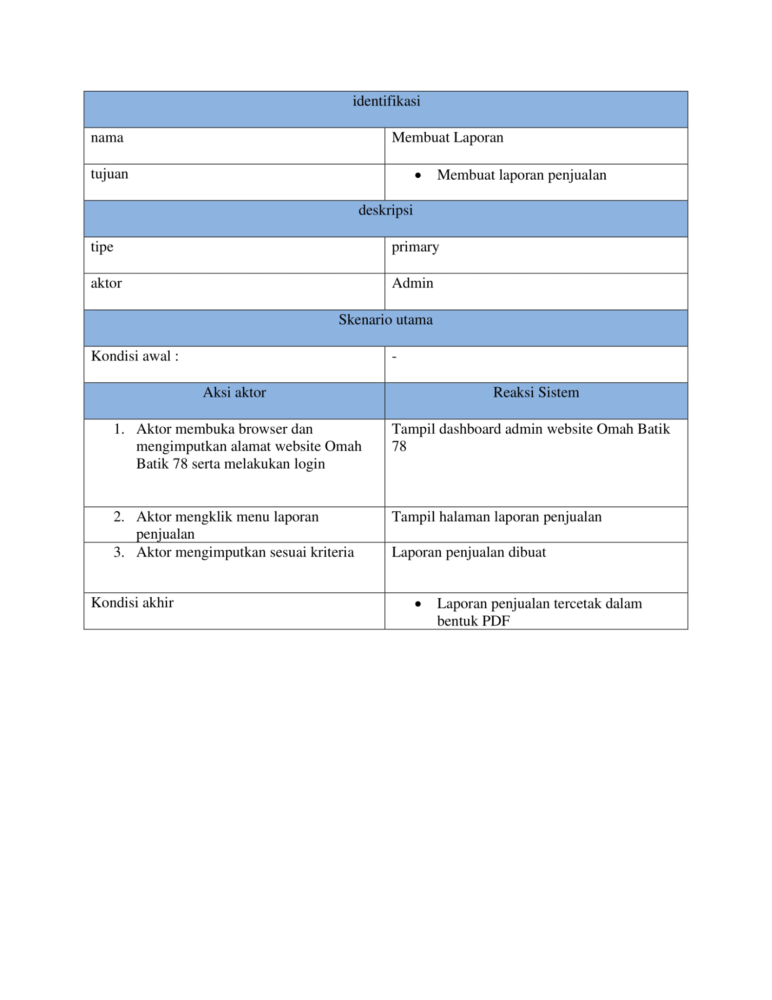 identifikasi
nama
Membuat Laporan
tujuan
• Membuat laporan penjualan
deskripsi
tipe
primary
aktor
Admin
Skenario utama
Kondisi awal :
-
Aksi aktor
Reaksi Sistem
1. Aktor membuka browser dan
mengimputkan alamat website Omah
Batik 78 serta melakukan login
Tampil dashboard admin website Omah Batik
78
2. Aktor mengklik menu laporan
penjualan
Tampil halaman laporan penjualan
3. Aktor mengimputkan sesuai kriteria
Laporan penjualan dibuat
Kondisi akhir
• Laporan penjualan tercetak dalam
bentuk PDF